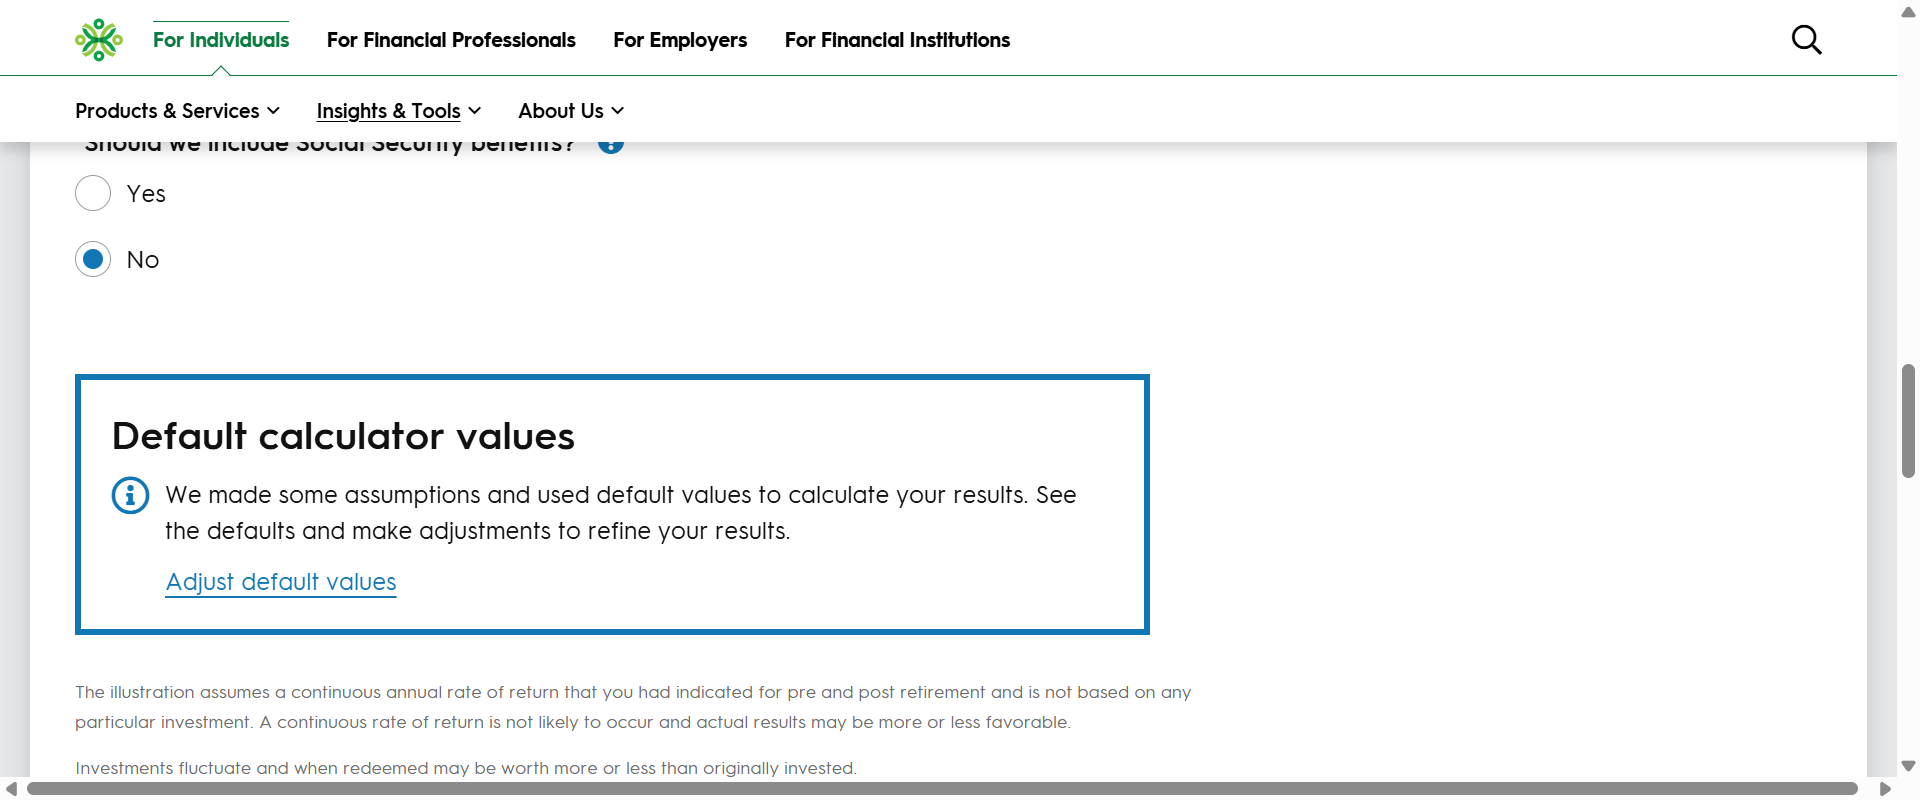 For Individuals
For Financial Professionals
For Employers
For Financial Institutions
Products & Services
Insights & Tools
About Us
Should we include Social Security benefits?
Yes
No
Default calculator values
We made some assumptions and used default values to calculate your results. See
the defaults and make adjustments to refine your results.
Adjust default values
The illustration assumes a continuous annual rate of return that you had indicated for pre and post retirement and is not based on any
particular investment. A continuous rate of return is not likely to occur and actual results may be more or less favorable.
Investments fluctuate and when redeemed may be worth more or less than originally invested.